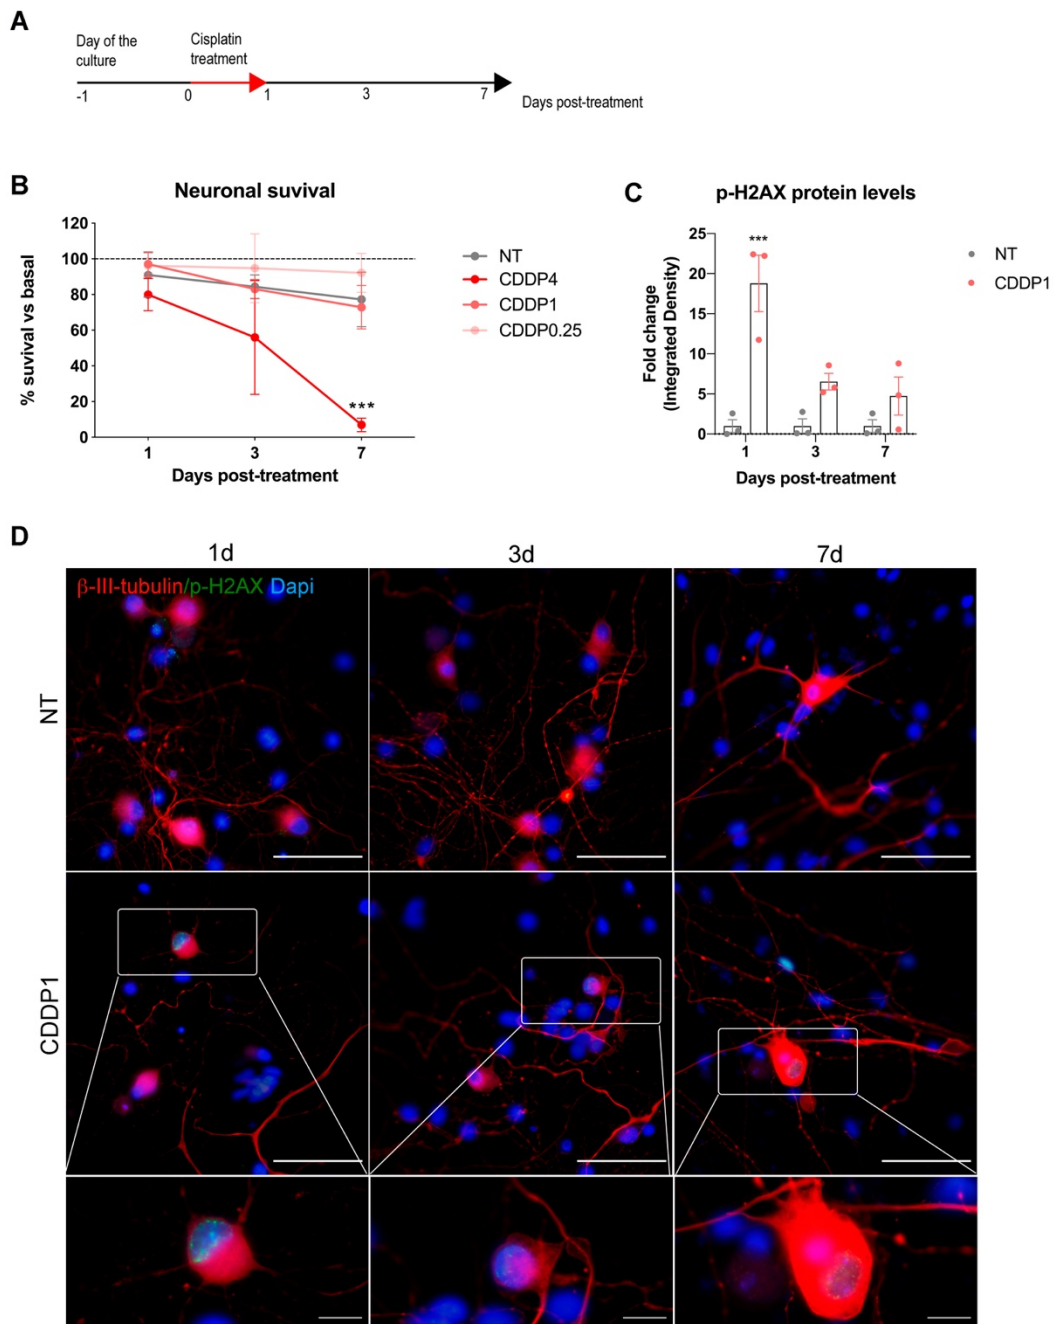 A
Day of the
culture
Cisplatin
treatment
-1
0
1
3
7
Days post-treatment
B
Neuronal suvival
% suvival vs basal
120
100
80
60
40
20
0
1
3
7
***
Days post-treatment
NT
CDDP4
CDDP1
CDDP0.25
C
p-H2AX protein levels
Fold change
(Integrated Density)
25
20
15
10
5
0
***
1
3
7
Days post-treatment
NT
CDDP1
D
1d
3d
7d
β-III-tubulin/p-H2AX Dapi
NT
CDDP1